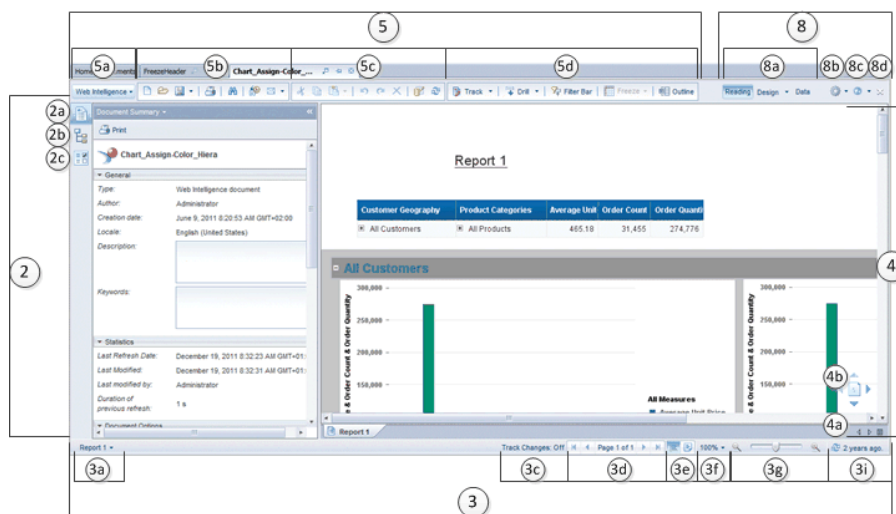 5
8
5a
5b
5c
5d
8a
8b
8c
8d
FreezeHeader
Chart_Assign-Color_...
Web Intelligence
Track
Drill
Filter Bar
Freeze
Outline
Reading
Design
Data
2a
2b
2c
Document Summary
Print
Chart_Assign-Color_Hiera
General
Type: Web Intelligence document
Author: Administrator
Creation date: June 9, 2011 8:20:53 AM GMT+02:00
Locale: English (United States)
Description:
Keywords:
Statistics
Last Refresh Date: December 19, 2011 8:32:23 AM GMT+01:
Last Modified: December 19, 2011 8:32:31 AM GMT+01:
Last modified by: Administrator
Duration of previous refresh: 1 s
Document Options
2
Report 1
Customer Geography Product Categories Average Unit Order Count Order Quanti
All Customers All Products 465.18 31,455 274,776
All Customers
300,000
250,000
200,000
150,000
e & Order Count & Order Quantity
All Measures
Average Unit Price
300,000
250,000
200,000
150,000
e & Order Count & Order Quantity
4
4b
4a
Report 1
Report 1
Track Changes: Off
Page 1 of 1
100%
2 years ago.
3a
3c
3d
3e
3f
3g
3i
3